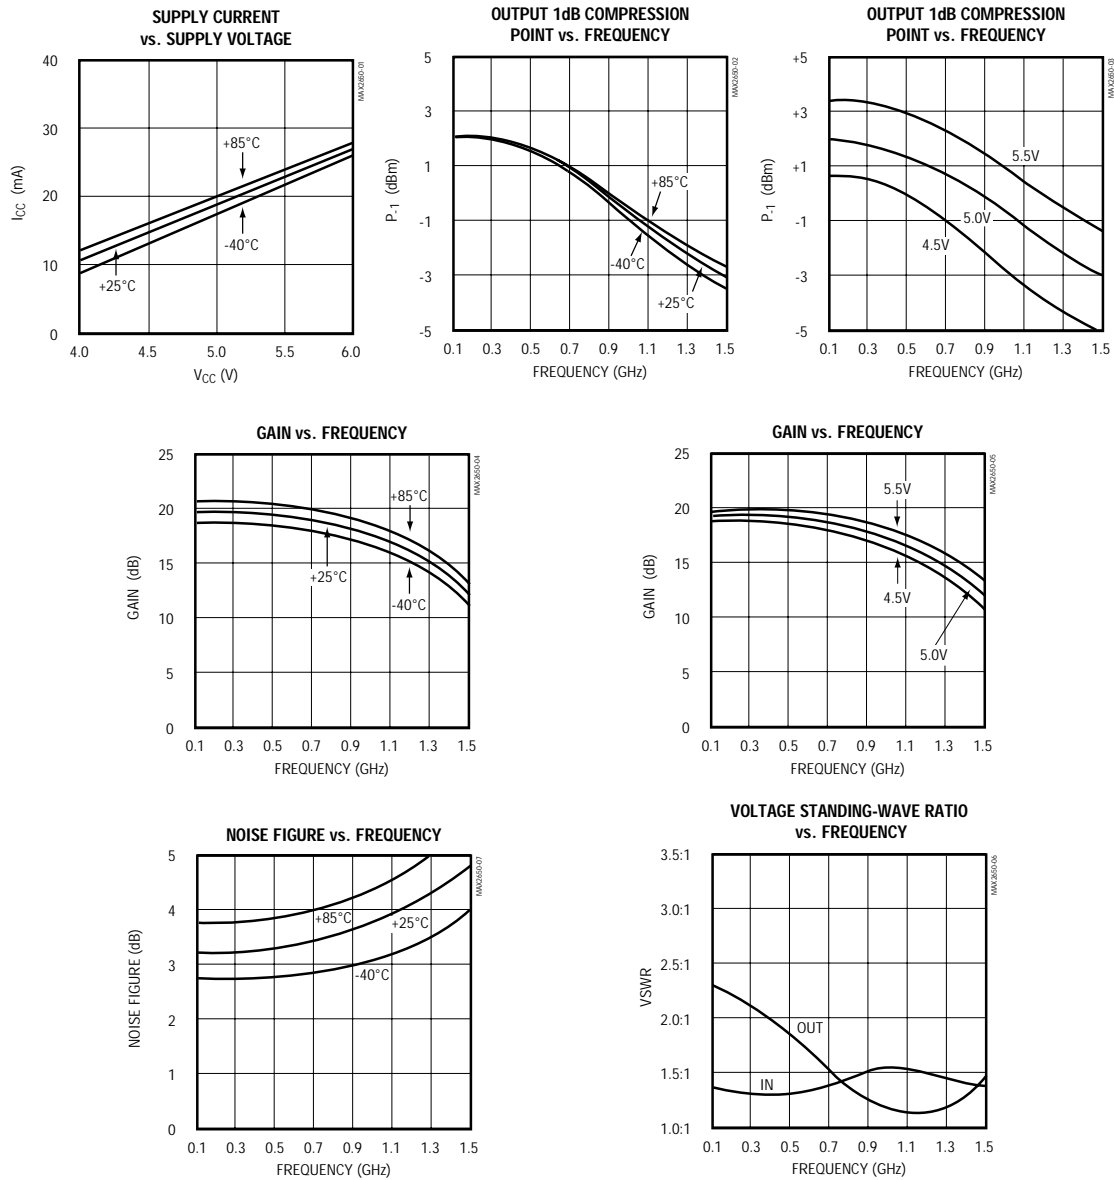 SUPPLY CURRENT
vs. SUPPLY VOLTAGE
40
30
20
10
0
ICC (mA)
+85°C
-40°C
+25°C
4.0 4.5 5.0 5.5 6.0
VCC (V)
MAX2650-01
OUTPUT 1dB COMPRESSION
POINT vs. FREQUENCY
5
3
1
-1
-3
-5
P-1 (dBm)
+85°C
-40°C
+25°C
0.1 0.3 0.5 0.7 0.9 1.1 1.3 1.5
FREQUENCY (GHz)
MAX2650-02
OUTPUT 1dB COMPRESSION
POINT vs. FREQUENCY
+5
+3
+1
-1
-3
-5
P-1 (dBm)
5.5V
5.0V
4.5V
0.1 0.3 0.5 0.7 0.9 1.1 1.3 1.5
FREQUENCY (GHz)
MAX2650-03
GAIN vs. FREQUENCY
25
20
15
10
5
0
GAIN (dB)
+85°C
+25°C
-40°C
0.1 0.3 0.5 0.7 0.9 1.1 1.3 1.5
FREQUENCY (GHz)
MAX2650-04
GAIN vs. FREQUENCY
25
20
15
10
5
0
GAIN (dB)
5.5V
4.5V
5.0V
0.1 0.3 0.5 0.7 0.9 1.1 1.3 1.5
FREQUENCY (GHz)
MAX2650-05
NOISE FIGURE vs. FREQUENCY
5
4
3
2
1
0
NOISE FIGURE (dB)
+85°C
+25°C
-40°C
0.1 0.3 0.5 0.7 0.9 1.1 1.3 1.5
FREQUENCY (GHz)
MAX2650-07
VOLTAGE STANDING-WAVE RATIO
vs. FREQUENCY
3.5:1
3.0:1
2.5:1
2.0:1
1.5:1
1.0:1
VSWR
OUT
IN
0.1 0.3 0.5 0.7 0.9 1.1 1.3 1.5
FREQUENCY (GHz)
MAX2650-06